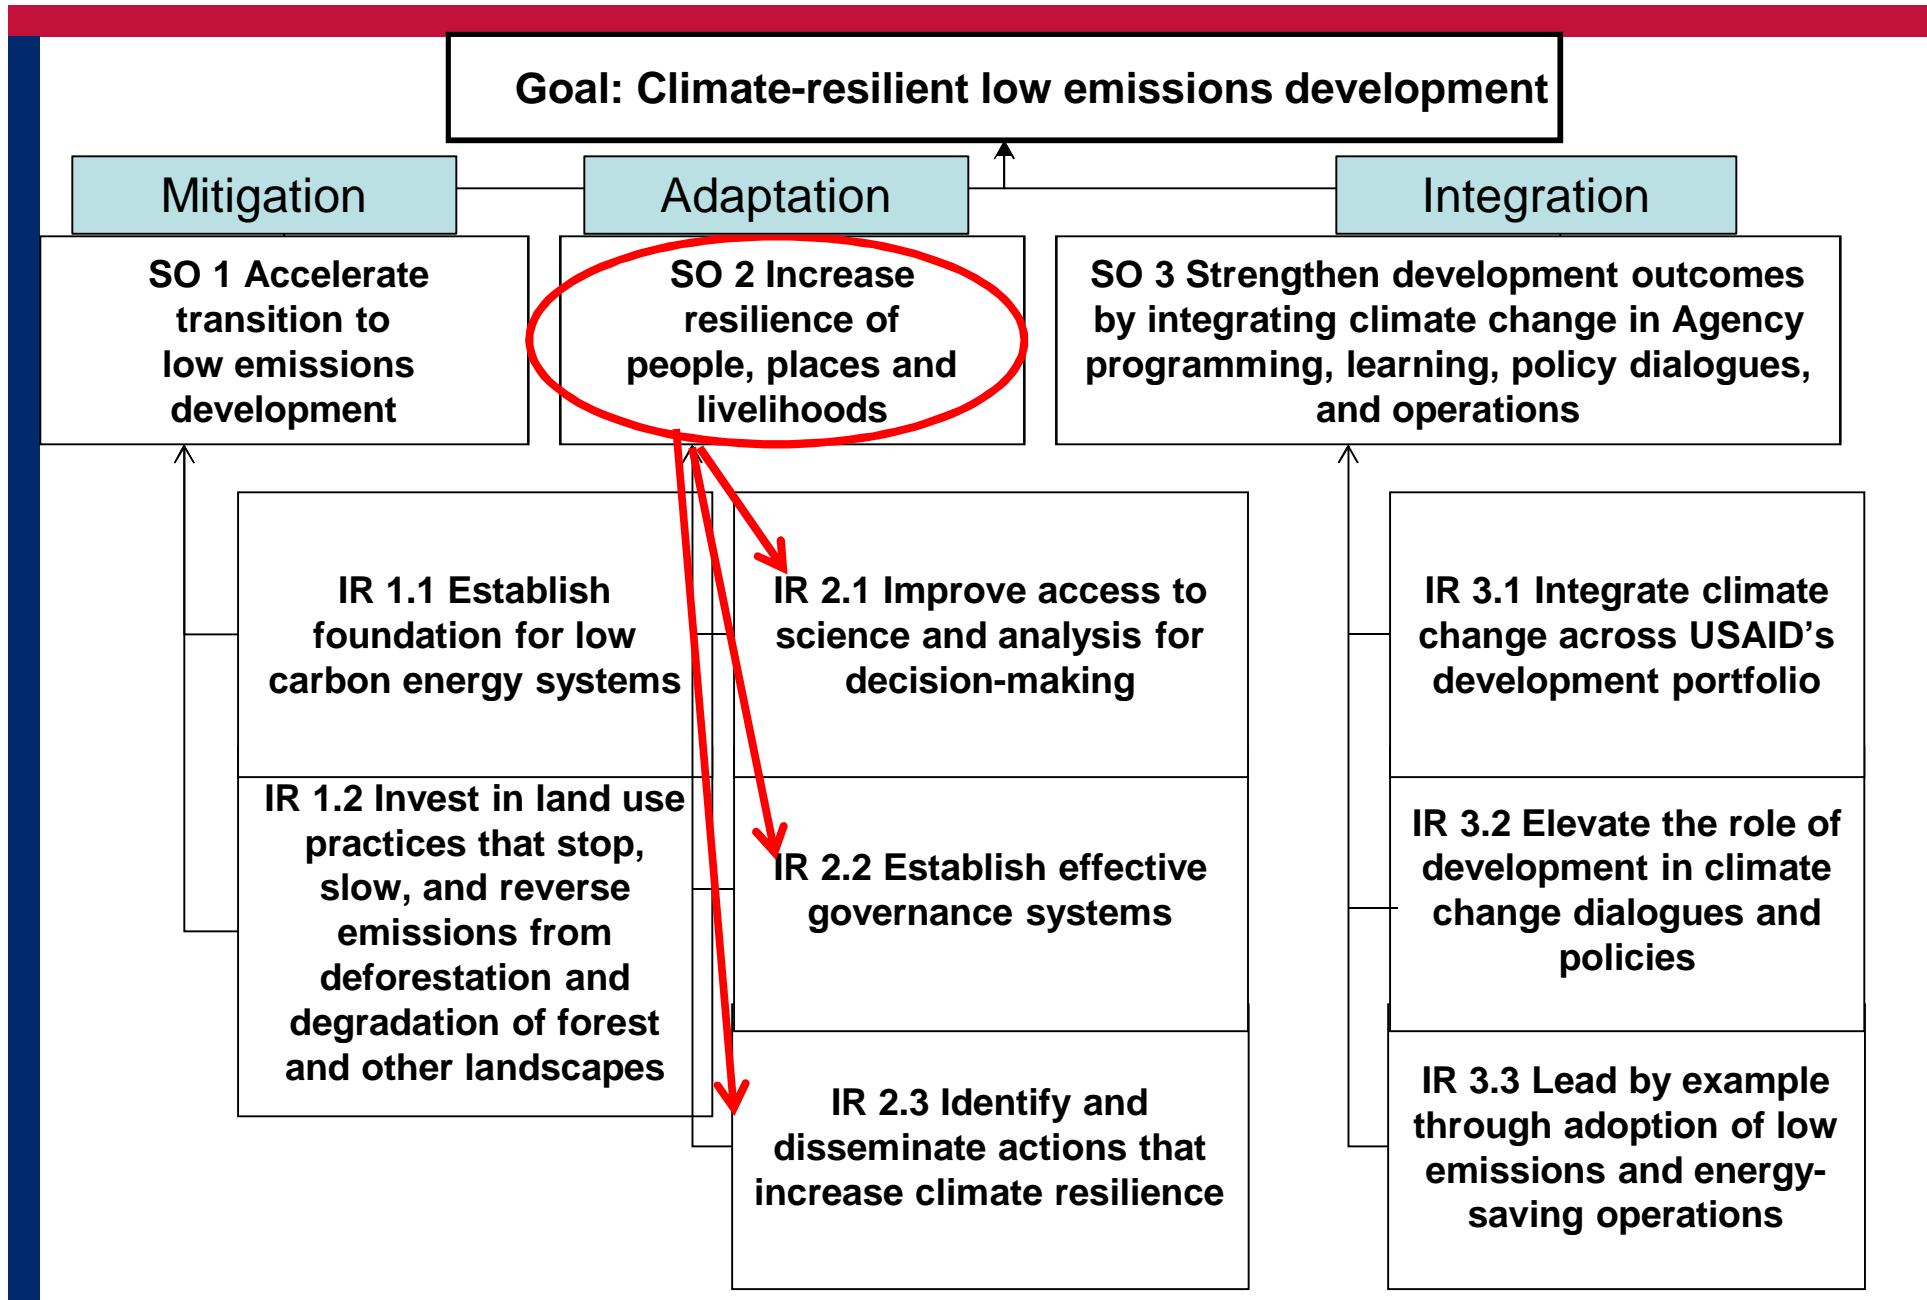 Goal: Climate-resilient low emissions development
Mitigation
Adaptation
Integration
SO 1 Accelerate
transition to
low emissions
development
SO 2 Increase
resilience of
people, places and
livelihoods
SO 3 Strengthen development outcomes
by integrating climate change in Agency
programming, learning, policy dialogues,
and operations
IR 1.1 Establish
foundation for low
carbon energy systems
IR 1.2 Invest in land use
practices that stop,
slow, and reverse
emissions from
deforestation and
degradation of forest
and other landscapes
IR 2.1 Improve access to
science and analysis for
decision-making
IR 2.2 Establish effective
governance systems
IR 2.3 Identify and
disseminate actions that
increase climate resilience
IR 3.1 Integrate climate
change across USAID’s
development portfolio
IR 3.2 Elevate the role of
development in climate
change dialogues and
policies
IR 3.3 Lead by example
through adoption of low
emissions and energy-
saving operations